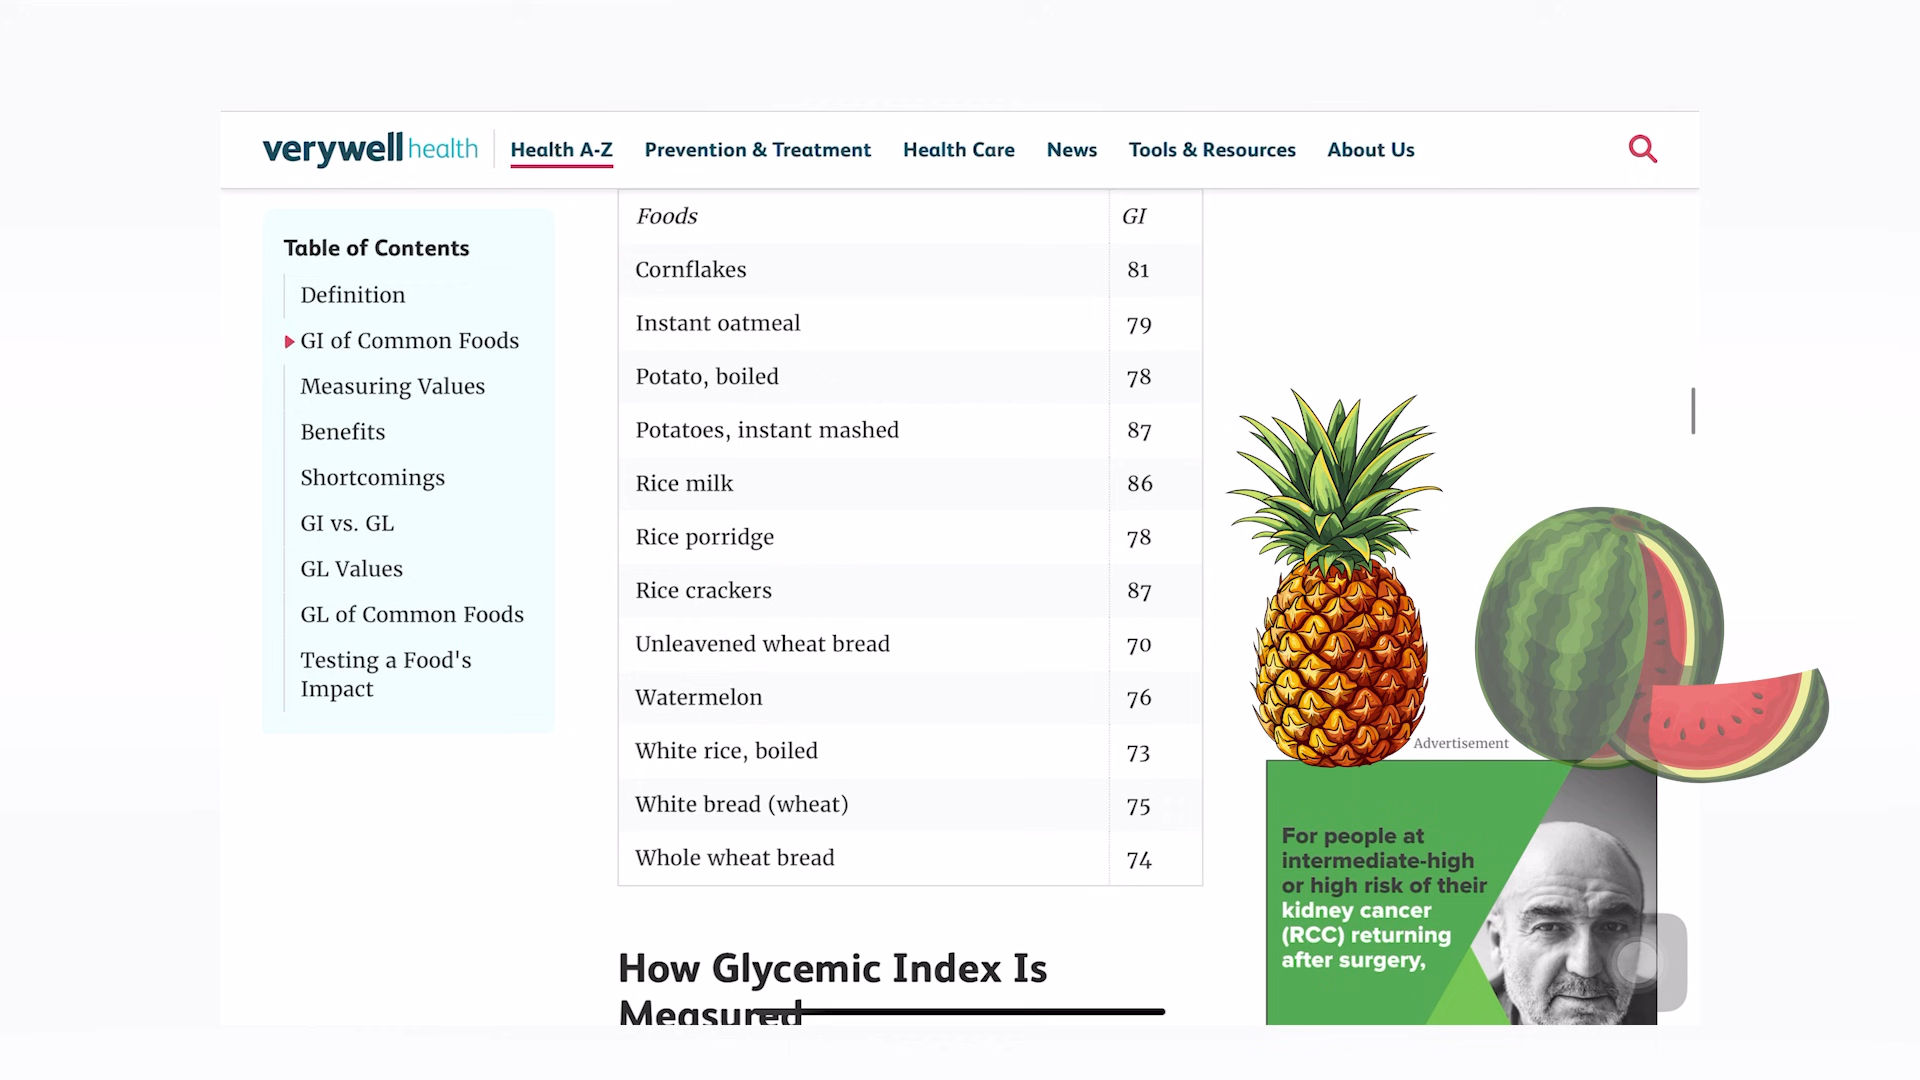 verywell health
Health A-Z
Prevention & Treatment
Health Care
News
Tools & Resources
About Us
Table of Contents
Definition
GI of Common Foods
Measuring Values
Benefits
Shortcomings
GI vs. GL
GL Values
GL of Common Foods
Testing a Food's
Impact
Foods GI
Cornflakes 81
Instant oatmeal 79
Potato, boiled 78
Potatoes, instant mashed 87
Rice milk 86
Rice porridge 78
Rice crackers 87
Unleavened wheat bread 70
Watermelon 76
White rice, boiled 73
White bread (wheat) 75
Whole wheat bread 74
How Glycemic Index Is
Measured
Advertisement
For people at
intermediate-high
or high risk of their
kidney cancer
(RCC) returning
after surgery,